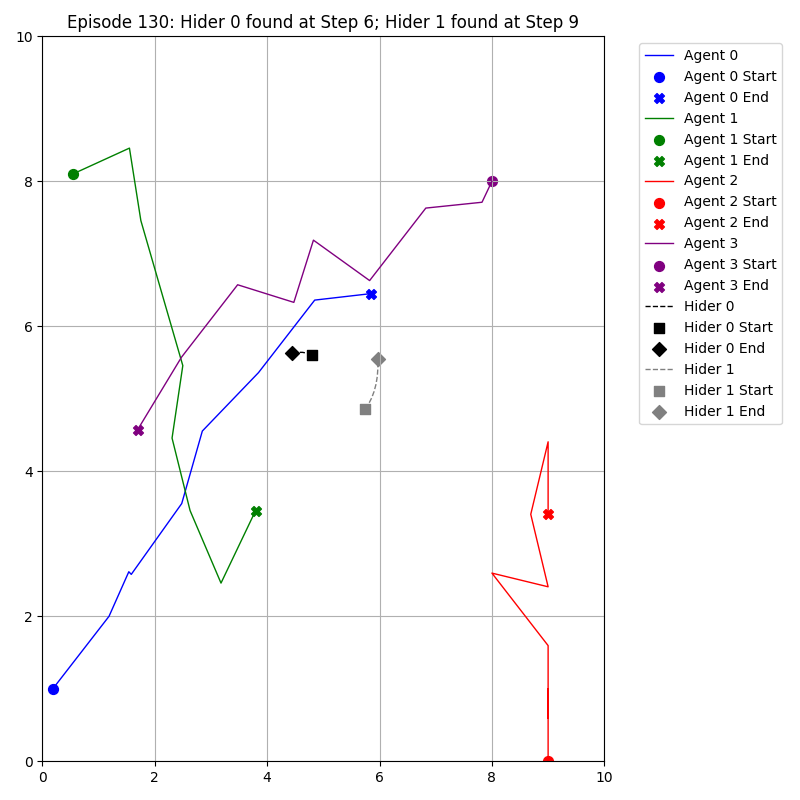 Episode 130: Hider 0 found at Step 6; Hider 1 found at Step 9
10
8
6
4
2
0
0 2 4 6 8 10
Agent 0
Agent 0 Start
Agent 0 End
Agent 1
Agent 1 Start
Agent 1 End
Agent 2
Agent 2 Start
Agent 2 End
Agent 3
Agent 3 Start
Agent 3 End
Hider 0
Hider 0 Start
Hider 0 End
Hider 1
Hider 1 Start
Hider 1 End